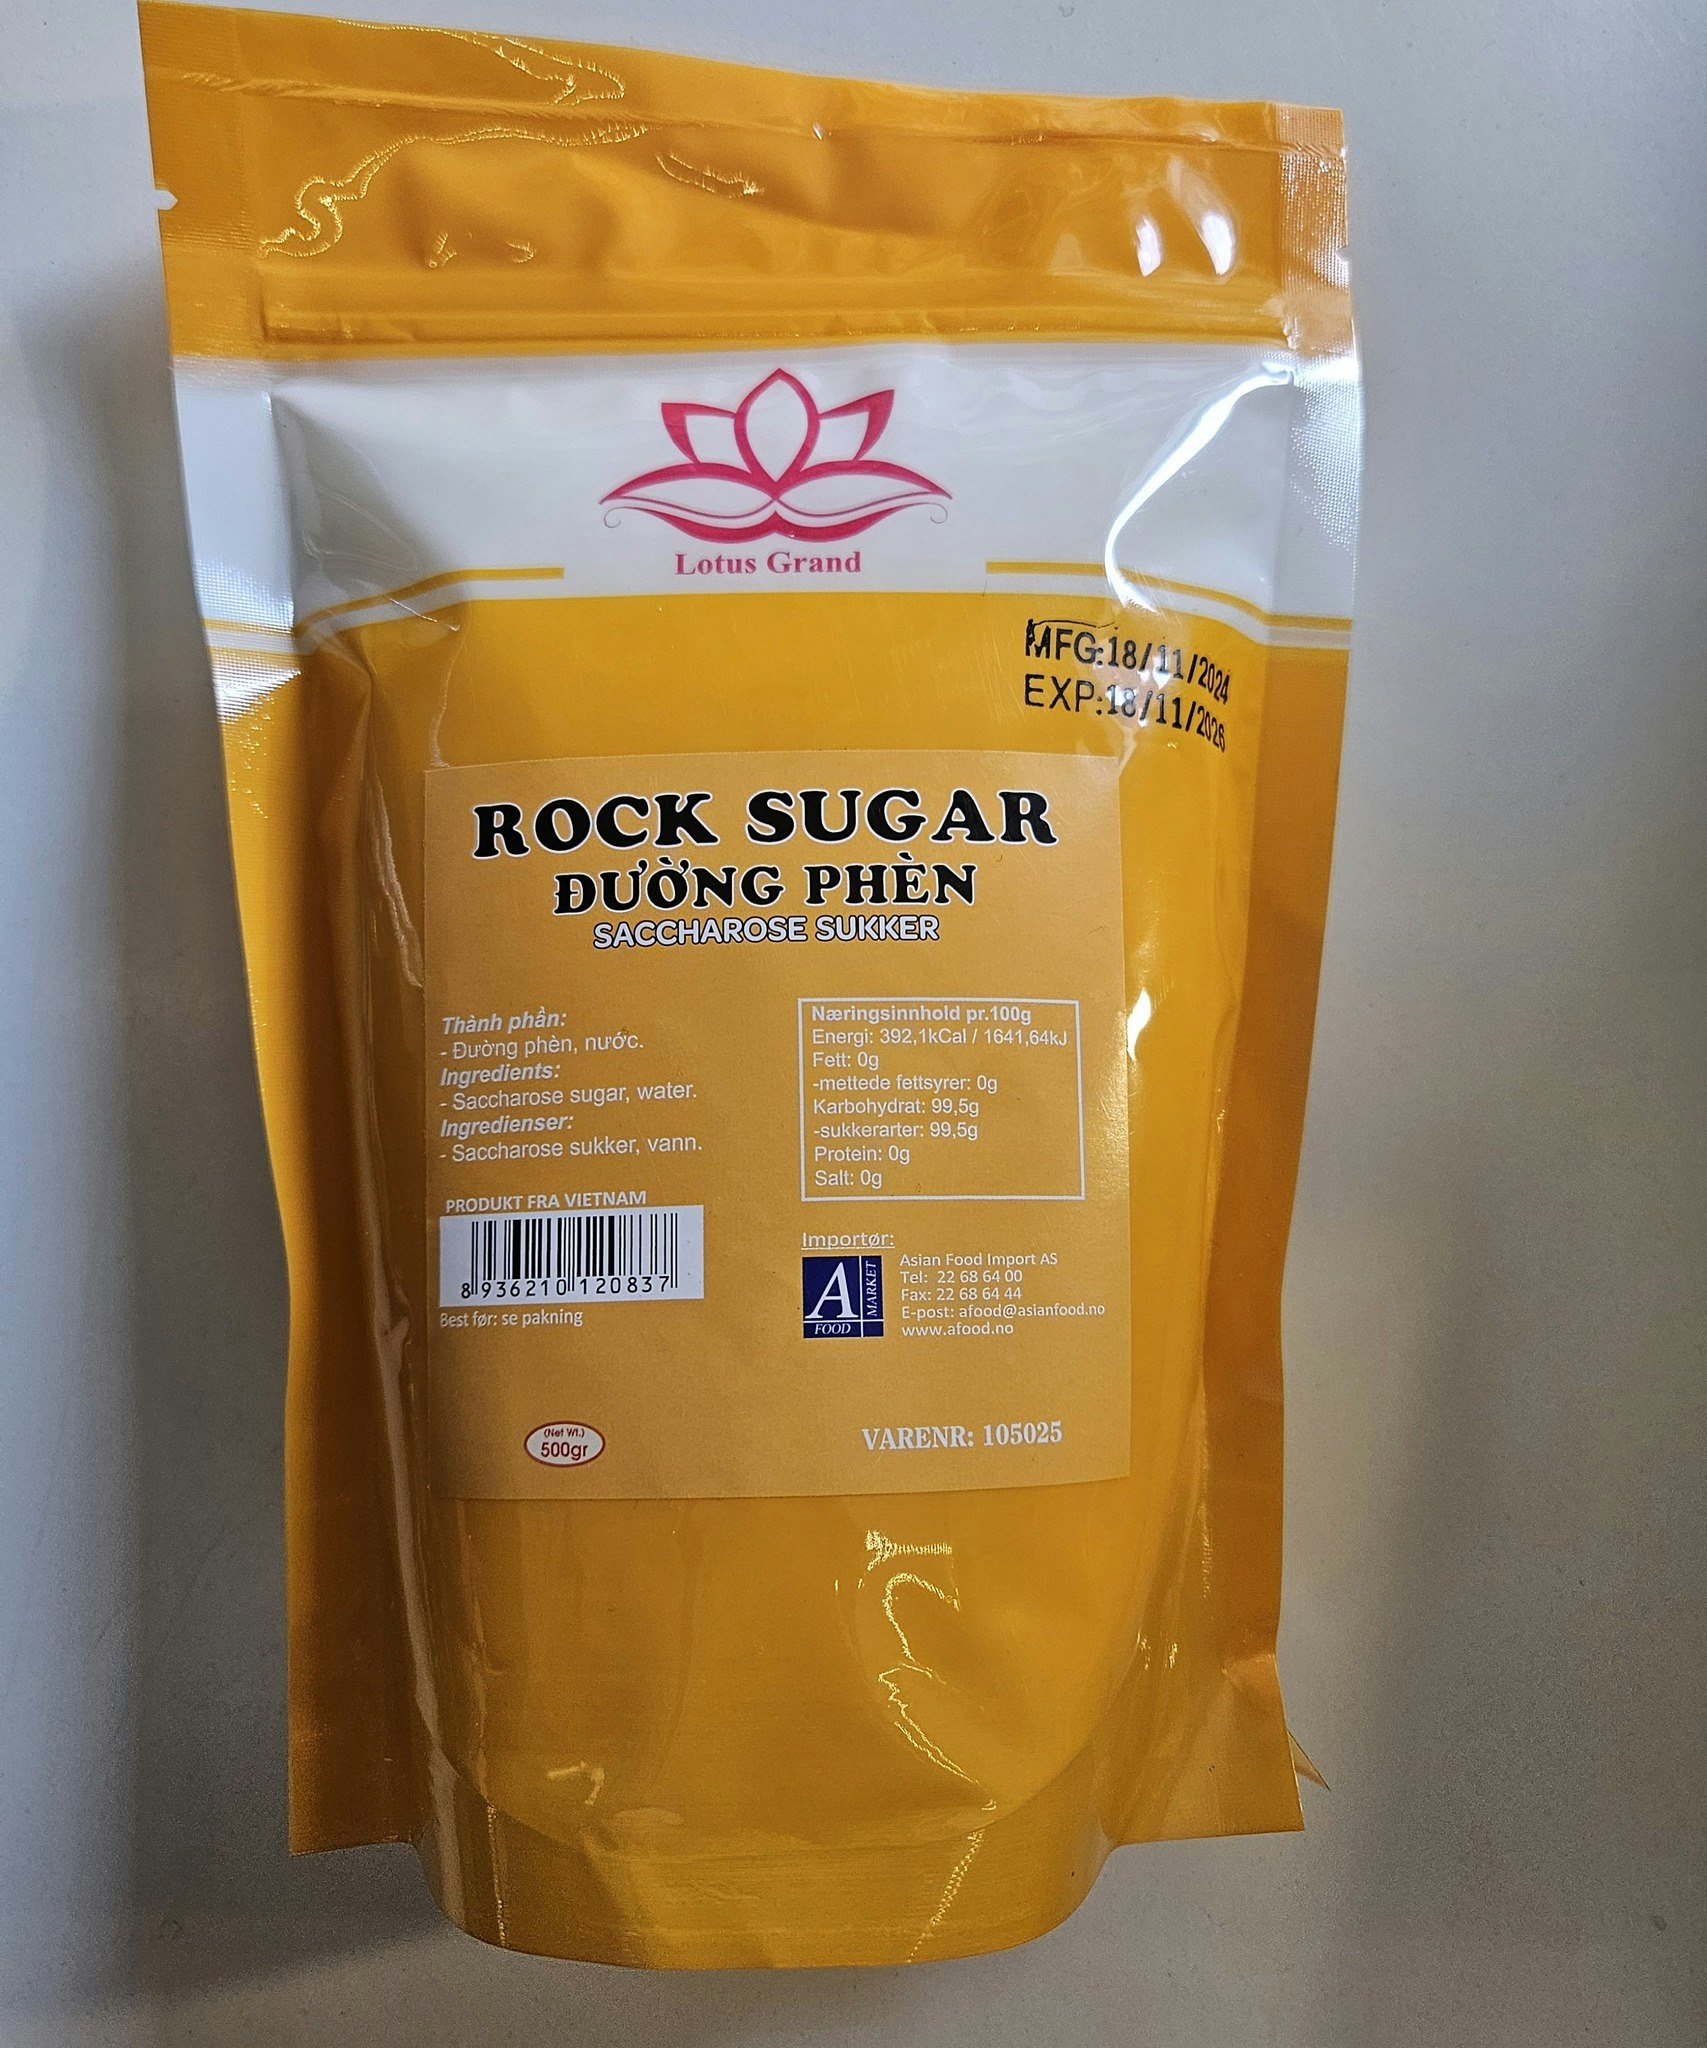 Lotus Grand
MFG:18/11/2024
EXP:18/11/2026
ROCK SUGAR
ĐƯỜNG PHÈN
SACCHAROSE SUKKER
Thành phần:
- Đường phèn, nước.
Ingredients:
- Saccharose sugar, water.
Ingredienser:
- Saccharose sukker, vann.
PRODUKT FRA VIETNAM
8 936210 120837
Best før: se pakning
Næringsinnhold pr.100g
Energi: 392,1kCal / 1641,64kJ
Fett: 0g
-mettede fettsyrer: 0g
Karbohydrat: 99,5g
-sukkerarter: 99,5g
Protein: 0g
Salt: 0g
Importør:
A
FOOD
MARKET
Asian Food Import AS
Tel: 22 68 64 00
Fax: 22 68 64 44
E-post: afood@asianfood.no
www.afood.no
(Net Wt.)
500gr
VARENR: 105025